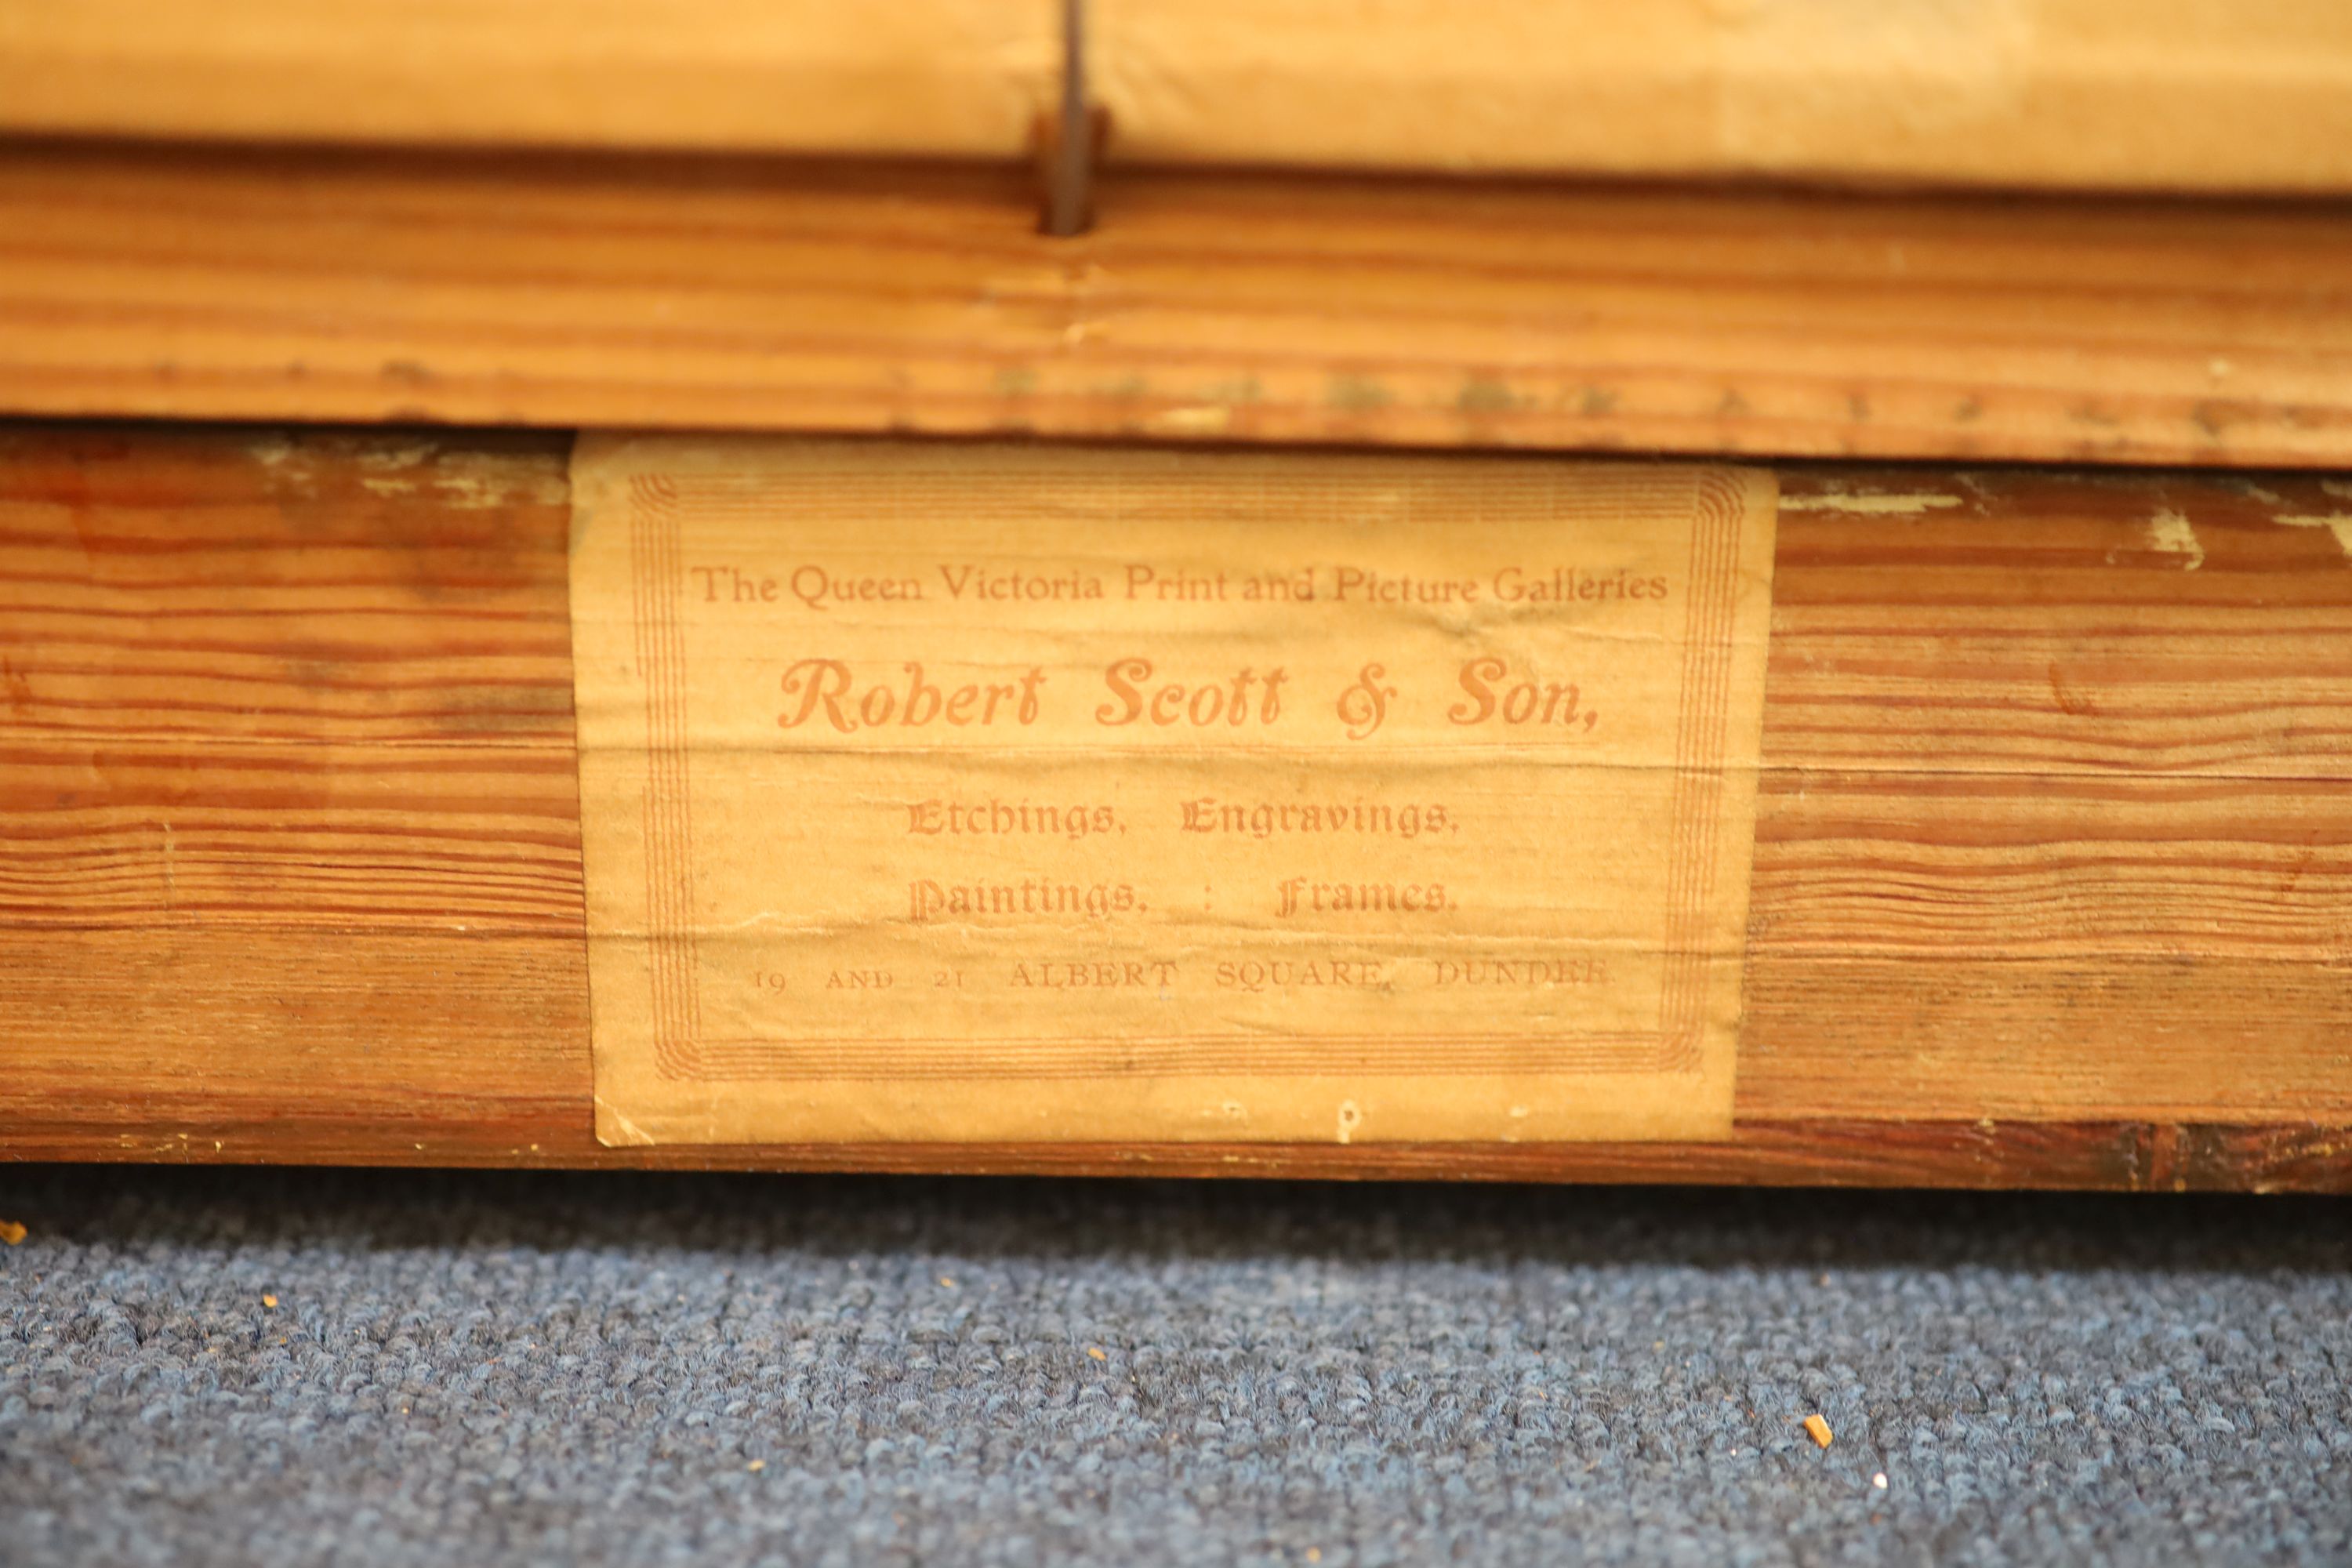 The Queen Victoria Print and Picture Galleries
Robert Scott & Son,
Etchings, Engravings,
Paintings, : Frames.
19 AND 21 ALBERT SQUARE, DUNDEE.